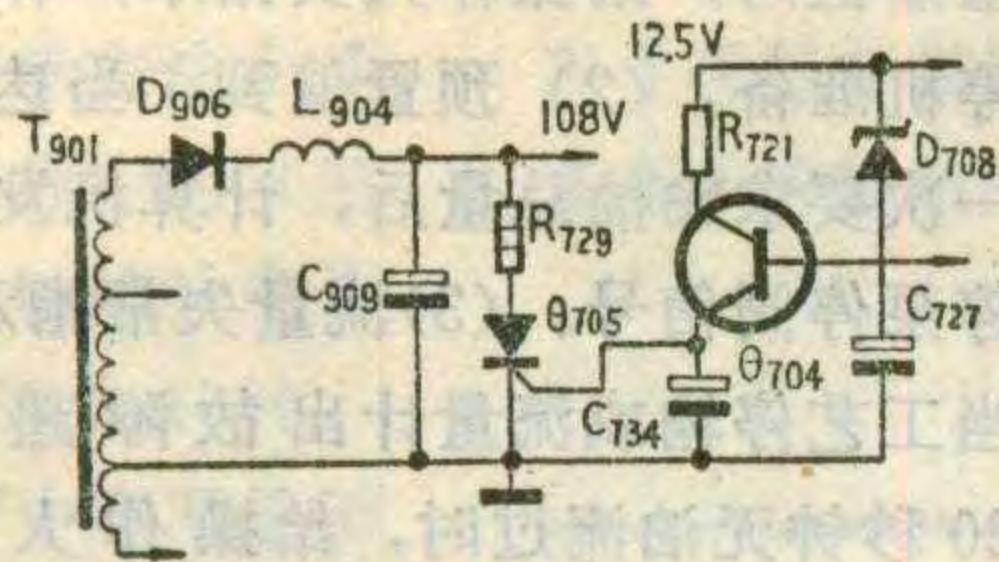 12.5V
D906
L904
108V
T901
R721
D708
R729
C909
θ705
C727
θ704
C734